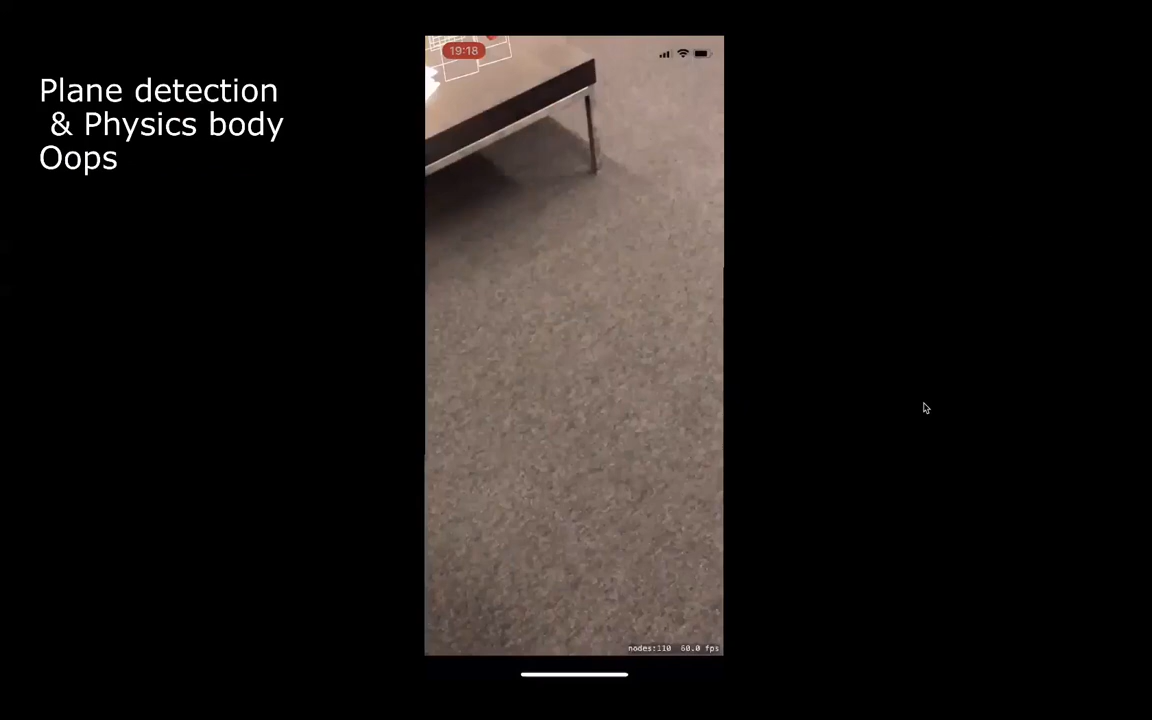 Plane detection
& Physics body
Oops
19:18
nodes:110 60.0 fps